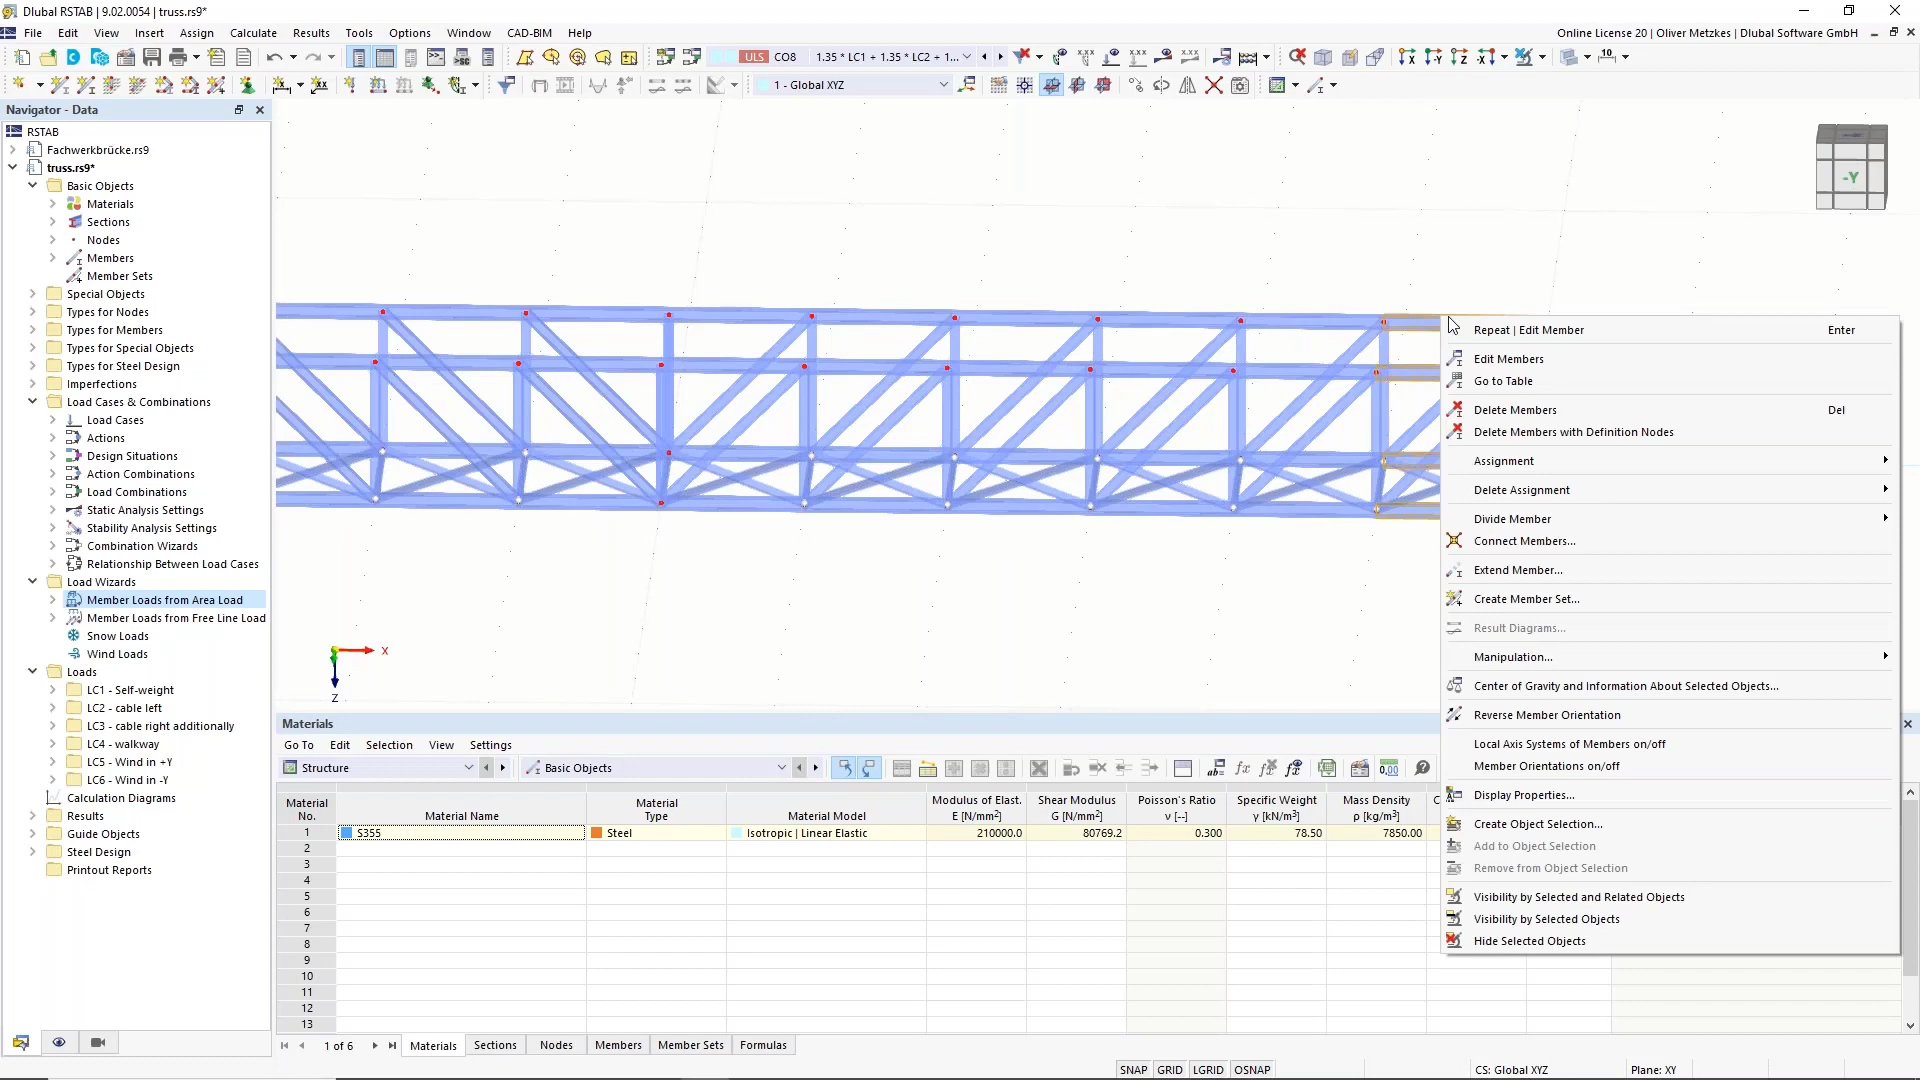 Dlubal RSTAB | 9.02.0054 | truss.rs9*
File Edit View Insert Assign Calculate Results Tools Options Window CAD-BIM Help
Online License 20 | Oliver Metzkes | Dlubal Software GmbH
ULS CO8 1.35 * LC1 + 1.35 * LC2 + 1...
1 - Global XYZ
Navigator - Data
RSTAB
Fachwerkbrücke.rs9
truss.rs9*
Basic Objects
Materials
Sections
Nodes
Members
Member Sets
Special Objects
Types for Nodes
Types for Members
Types for Special Objects
Types for Steel Design
Imperfections
Load Cases & Combinations
Load Cases
Actions
Design Situations
Action Combinations
Load Combinations
Static Analysis Settings
Stability Analysis Settings
Combination Wizards
Relationship Between Load Cases
Load Wizards
Member Loads from Area Load
Member Loads from Free Line Load
Snow Loads
Wind Loads
Loads
LC1 - Self-weight
LC2 - cable left
LC3 - cable right additionally
LC4 - walkway
LC5 - Wind in +Y
LC6 - Wind in -Y
Calculation Diagrams
Results
Guide Objects
Steel Design
Printout Reports
-Y
X
Z
Repeat | Edit Member Enter
Edit Members
Go to Table
Delete Members Del
Delete Members with Definition Nodes
Assignment
Delete Assignment
Divide Member
Connect Members...
Extend Member...
Create Member Set...
Result Diagrams...
Manipulation...
Center of Gravity and Information About Selected Objects...
Reverse Member Orientation
Local Axis Systems of Members on/off
Member Orientations on/off
Display Properties...
Create Object Selection...
Add to Object Selection
Remove from Object Selection
Visibility by Selected and Related Objects
Visibility by Selected Objects
Hide Selected Objects
Materials
Go To Edit Selection View Settings
Structure Basic Objects
Material No. Material Name Material Type Material Model Modulus of Elast. E [N/mm²] Shear Modulus G [N/mm²] Poisson's Ratio ν [--] Specific Weight γ [kN/m³] Mass Density ρ [kg/m³] C
1 S355 Steel Isotropic | Linear Elastic 210000.0 80769.2 0.300 78.50 7850.00
2
3
4
5
6
7
8
9
10
11
12
13
1 of 6 Materials Sections Nodes Members Member Sets Formulas
SNAP GRID LGRID OSNAP CS: Global XYZ Plane: XY